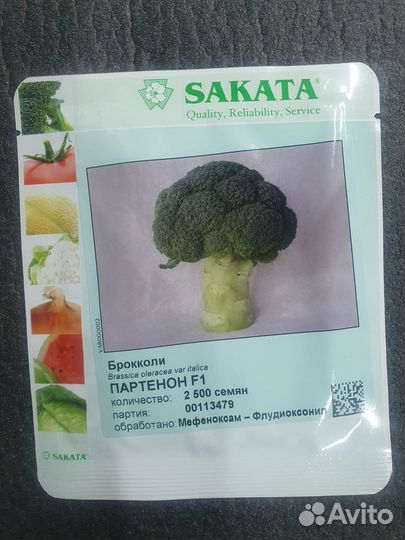 SAKATA®
Quality, Reliability, Service
VAR050002
Брокколи
Brassica oleracea var italica
ПАРТЕНОН F1
количество: 2 500 семян
партия: 00113479
обработано: Мефеноксам – Флудиоксонил
SAKATA®
Avito